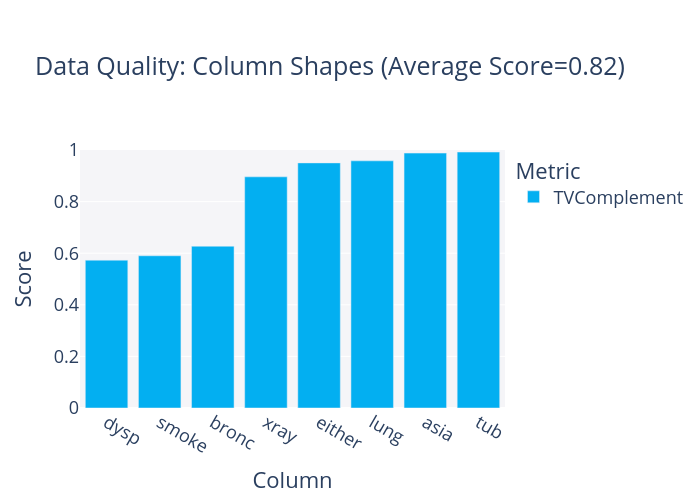 Data Quality: Column Shapes (Average Score=0.82)
1
0.8
0.6
0.4
0.2
0
Score
dysp
smoke
bronc
xray
either
lung
asia
tub
Column
Metric
TVComplement